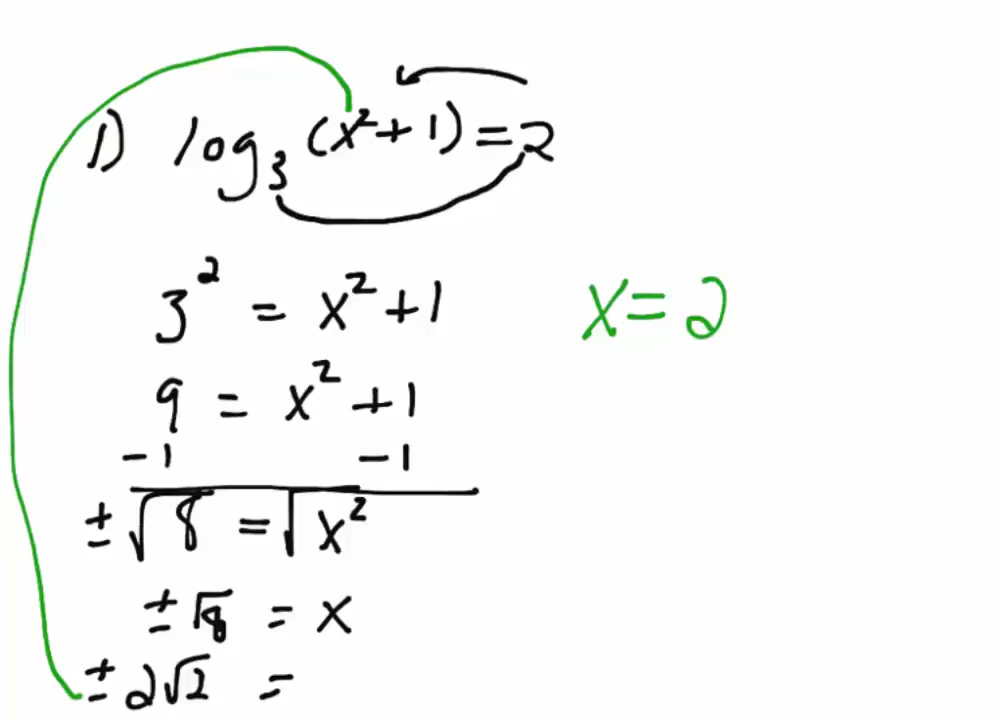 1) log₃(x²+1)=2
3² = x²+1
x=2
9 = x²+1
-1 -1
±√8 = √x²
±√8 = x
±2√2 =